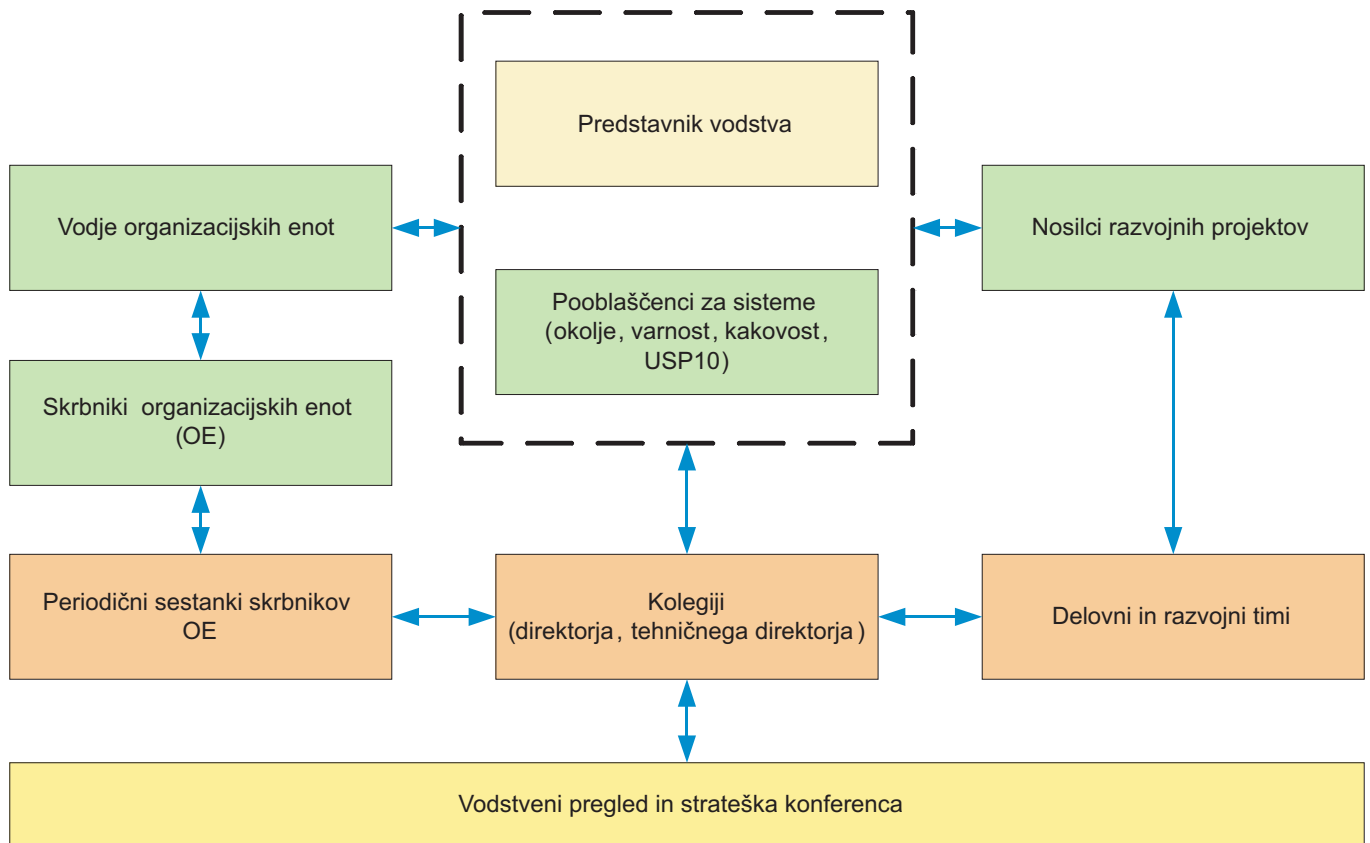 Predstavnik vodstva
Vodje organizacijskih enot
Nosilci razvojnih projektov
Pooblaščenci za sisteme
(okolje, varnost, kakovost,
USP10)
Skrbniki organizacijskih enot
(OE)
Periodični sestanki skrbnikov
OE
Kolegiji
(direktorja, tehničnega direktorja)
Delovni in razvojni timi
Vodstveni pregled in strateška konferenca